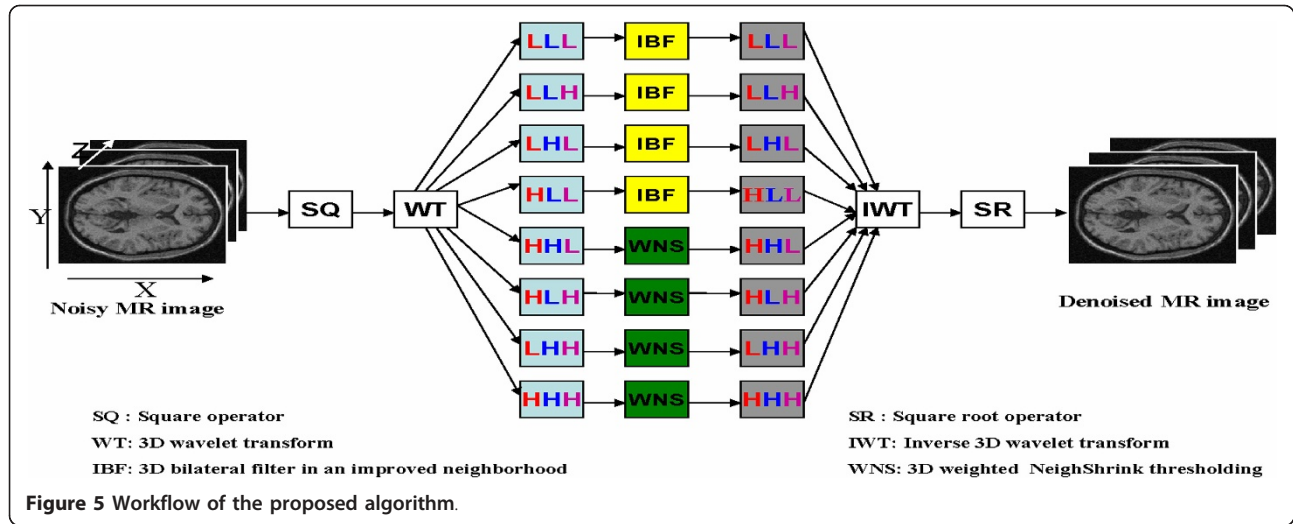 LLL IBF LLL
LLH IBF LLH
LHL IBF LHL
HLL IBF HLL
Z
Y
SQ WT IWT SR
HHL WNS HHL
X
Noisy MR image
Denoised MR image
HLH WNS HLH
LHH WNS LHH
HHH WNS HHH
SQ : Square operator
WT: 3D wavelet transform
IBF: 3D bilateral filter in an improved neighborhood
SR : Square root operator
IWT: Inverse 3D wavelet transform
WNS: 3D weighted NeighShrink thresholding
Figure 5 Workflow of the proposed algorithm.